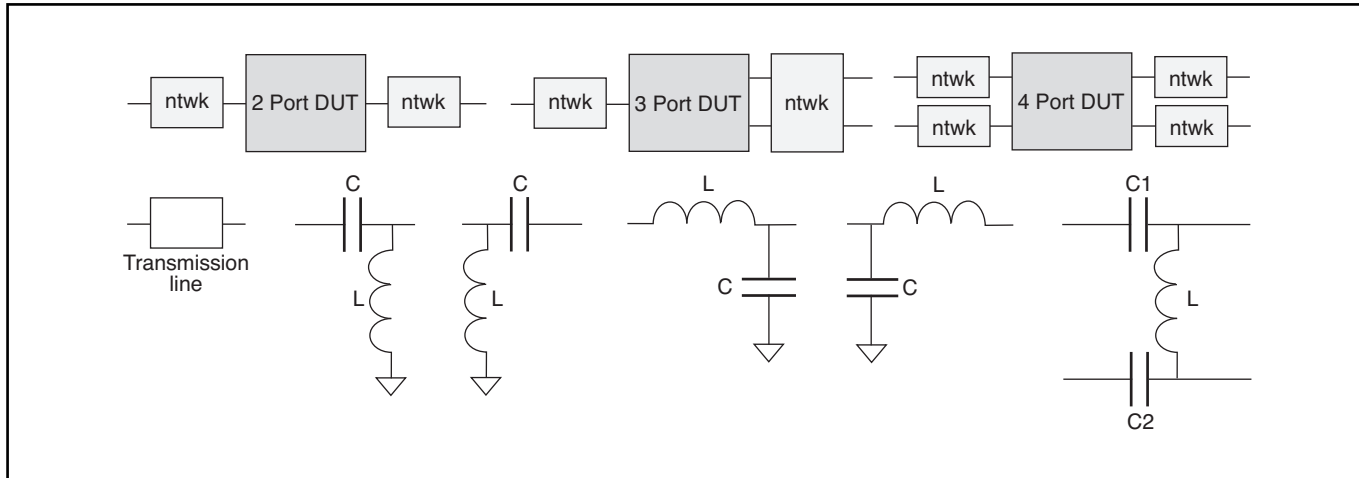 ntwk
2 Port DUT
ntwk
ntwk
3 Port DUT
ntwk
ntwk
ntwk
4 Port DUT
ntwk
ntwk
Transmission
line
C
L
C
L
L
C
L
C
C1
L
C2